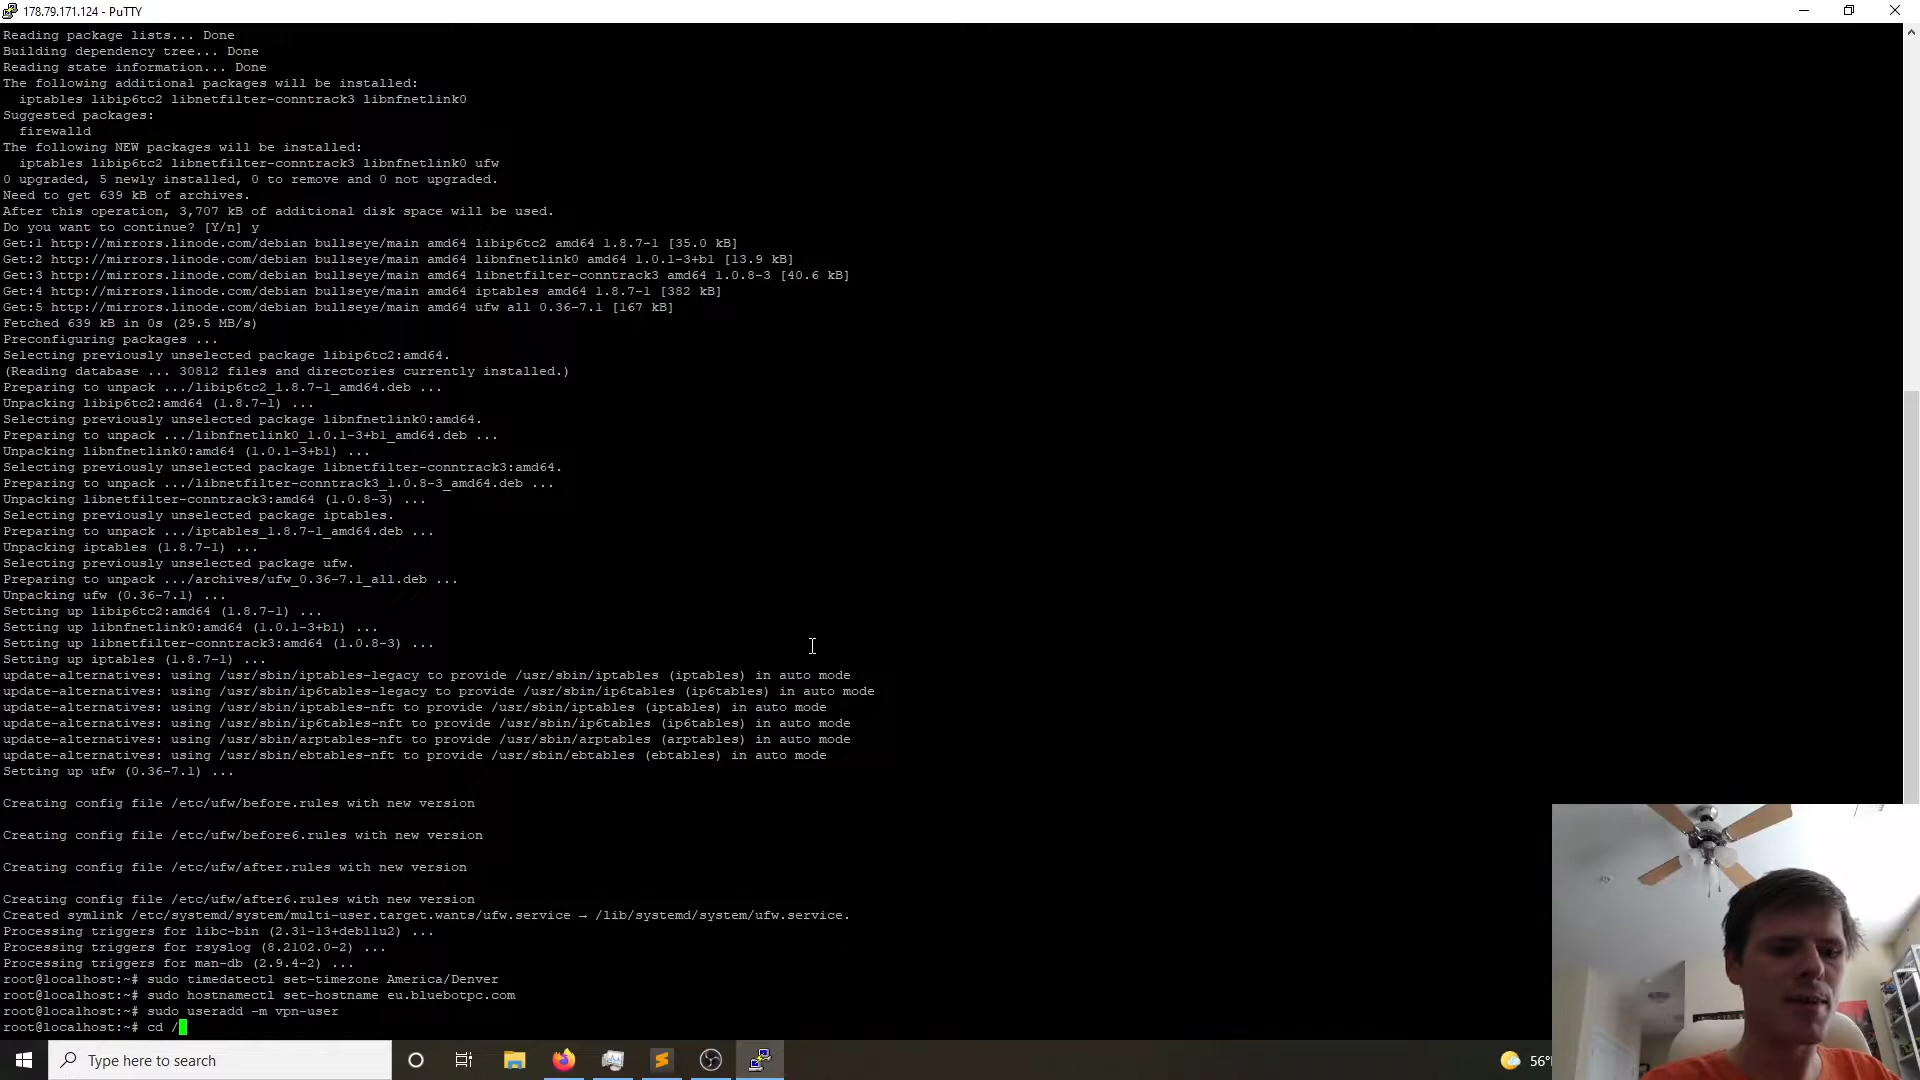 178.79.171.124 - PuTTY
Reading package lists... Done
Building dependency tree... Done
Reading state information... Done
The following additional packages will be installed:
iptables libip6tc2 libnetfilter-conntrack3 libnfnetlink0
Suggested packages:
firewalld
The following NEW packages will be installed:
iptables libip6tc2 libnetfilter-conntrack3 libnfnetlink0 ufw
0 upgraded, 5 newly installed, 0 to remove and 0 not upgraded.
Need to get 639 kB of archives.
After this operation, 3,707 kB of additional disk space will be used.
Do you want to continue? [Y/n] y
Get:1 http://mirrors.linode.com/debian bullseye/main amd64 libip6tc2 amd64 1.8.7-1 [35.0 kB]
Get:2 http://mirrors.linode.com/debian bullseye/main amd64 libnfnetlink0 amd64 1.0.1-3+b1 [13.9 kB]
Get:3 http://mirrors.linode.com/debian bullseye/main amd64 libnetfilter-conntrack3 amd64 1.0.8-3 [40.6 kB]
Get:4 http://mirrors.linode.com/debian bullseye/main amd64 iptables amd64 1.8.7-1 [382 kB]
Get:5 http://mirrors.linode.com/debian bullseye/main amd64 ufw all 0.36-7.1 [167 kB]
Fetched 639 kB in 0s (29.5 MB/s)
Preconfiguring packages ...
Selecting previously unselected package libip6tc2:amd64.
(Reading database ... 30812 files and directories currently installed.)
Preparing to unpack .../libip6tc2_1.8.7-1_amd64.deb ...
Unpacking libip6tc2:amd64 (1.8.7-1) ...
Selecting previously unselected package libnfnetlink0:amd64.
Preparing to unpack .../libnfnetlink0_1.0.1-3+b1_amd64.deb ...
Unpacking libnfnetlink0:amd64 (1.0.1-3+b1) ...
Selecting previously unselected package libnetfilter-conntrack3:amd64.
Preparing to unpack .../libnetfilter-conntrack3_1.0.8-3_amd64.deb ...
Unpacking libnetfilter-conntrack3:amd64 (1.0.8-3) ...
Selecting previously unselected package iptables.
Preparing to unpack .../iptables_1.8.7-1_amd64.deb ...
Unpacking iptables (1.8.7-1) ...
Selecting previously unselected package ufw.
Preparing to unpack .../archives/ufw_0.36-7.1_all.deb ...
Unpacking ufw (0.36-7.1) ...
Setting up libip6tc2:amd64 (1.8.7-1) ...
Setting up libnfnetlink0:amd64 (1.0.1-3+b1) ...
Setting up libnetfilter-conntrack3:amd64 (1.0.8-3) ...
Setting up iptables (1.8.7-1) ...
update-alternatives: using /usr/sbin/iptables-legacy to provide /usr/sbin/iptables (iptables) in auto mode
update-alternatives: using /usr/sbin/ip6tables-legacy to provide /usr/sbin/ip6tables (ip6tables) in auto mode
update-alternatives: using /usr/sbin/iptables-nft to provide /usr/sbin/iptables (iptables) in auto mode
update-alternatives: using /usr/sbin/ip6tables-nft to provide /usr/sbin/ip6tables (ip6tables) in auto mode
update-alternatives: using /usr/sbin/arptables-nft to provide /usr/sbin/arptables (arptables) in auto mode
update-alternatives: using /usr/sbin/ebtables-nft to provide /usr/sbin/ebtables (ebtables) in auto mode
Setting up ufw (0.36-7.1) ...
Creating config file /etc/ufw/before.rules with new version
Creating config file /etc/ufw/before6.rules with new version
Creating config file /etc/ufw/after.rules with new version
Creating config file /etc/ufw/after6.rules with new version
Created symlink /etc/systemd/system/multi-user.target.wants/ufw.service → /lib/systemd/system/ufw.service.
Processing triggers for libc-bin (2.31-13+deb11u2) ...
Processing triggers for rsyslog (8.2102.0-2) ...
Processing triggers for man-db (2.9.4-2) ...
root@localhost:~# sudo timedatectl set-timezone America/Denver
root@localhost:~# sudo hostnamectl set-hostname eu.bluebotpc.com
root@localhost:~# sudo useradd -m vpn-user
root@localhost:~# cd /
Type here to search
56°